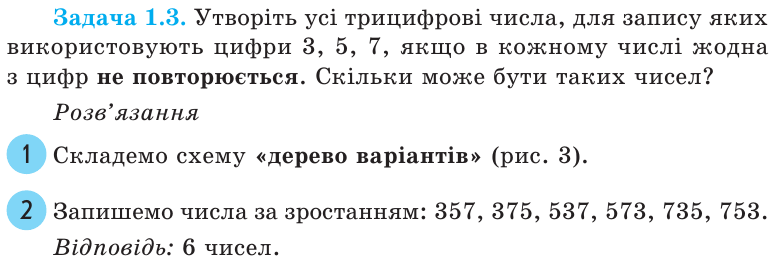 Задача 1.3. Утворіть усі трицифрові числа, для запису яких
використовують цифри 3, 5, 7, якщо в кожному числі жодна
з цифр не повторюється. Скільки може бути таких чисел?
Розв’язання
1 Складемо схему «дерево варіантів» (рис. 3).
2 Запишемо числа за зростанням: 357, 375, 537, 573, 735, 753.
Відповідь: 6 чисел.